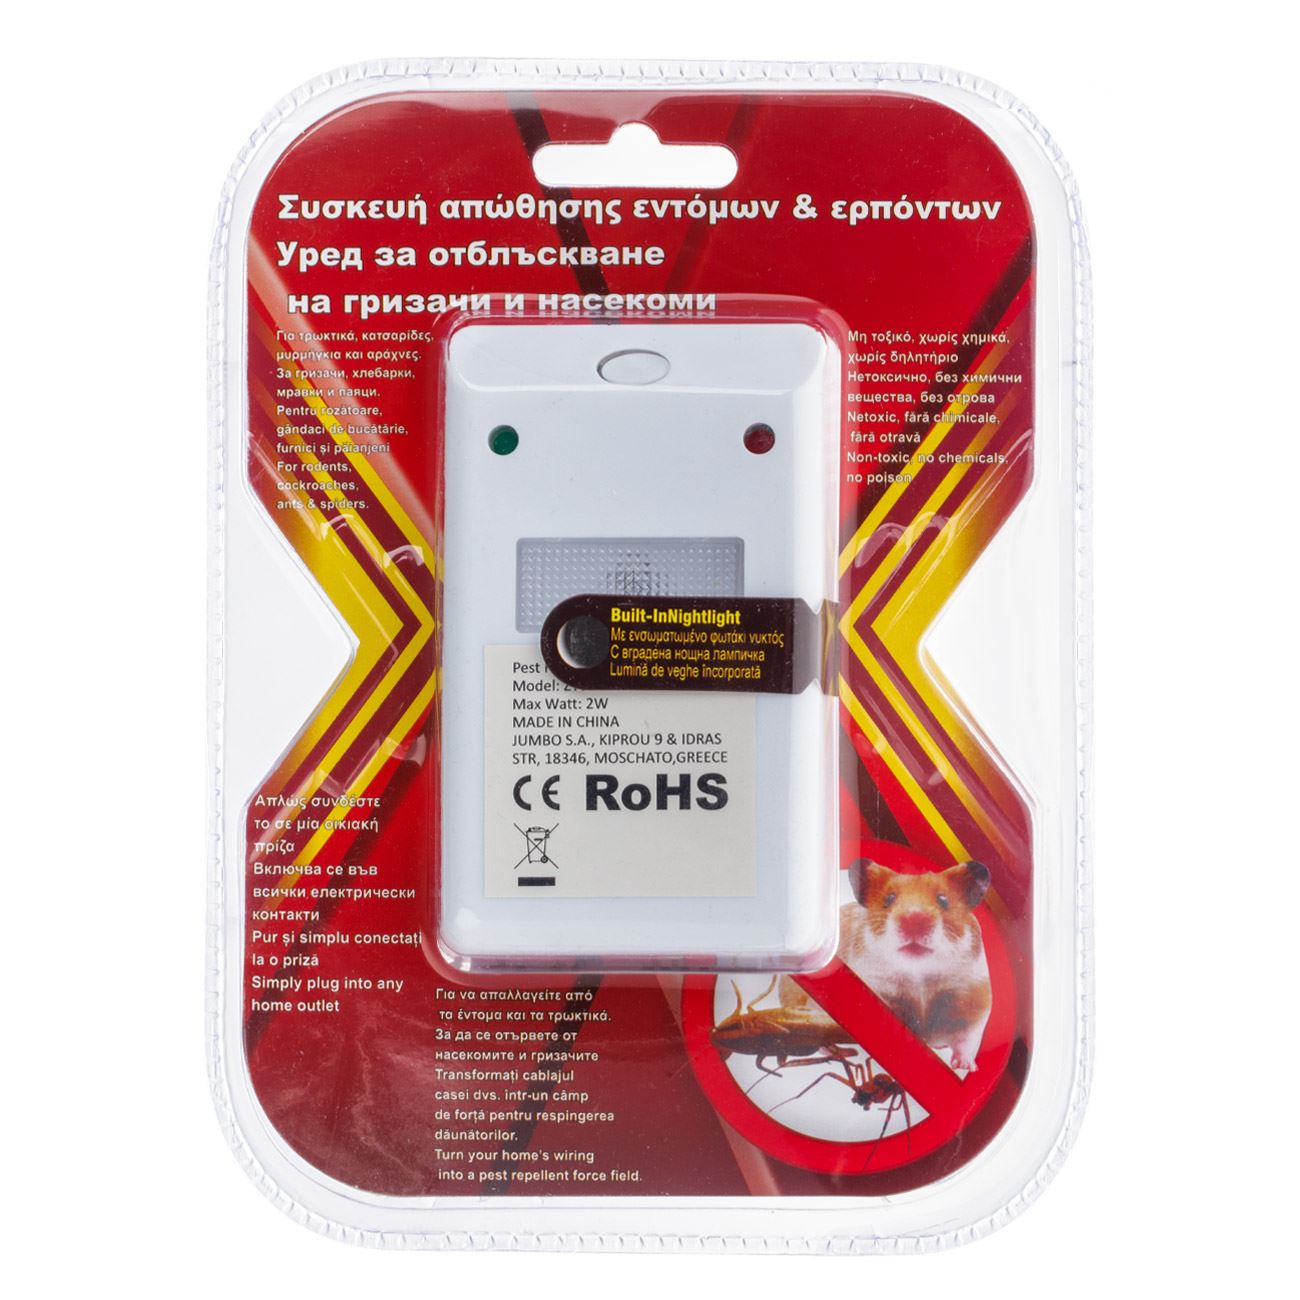 Συσκευή απώθησης εντόμων & ερπόντων
Уред за отблъскване
на гризачи и насекоми
Για τρωκτικά, κατσαρίδες,
μυρμήγκια και αράχνες.
За гризачи, хлебарки,
мравки и паяци.
Pentru rozătoare,
gândaci de bucătărie,
furnici și păianjeni
For rodents,
cockroaches,
ants & spiders.
Μη τοξικό, χωρίς χημικά,
χωρίς δηλητήριο
Нетоксично, без химични
вещества, без отрова
Netoxic, fără chimicale,
fără otravă
Non-toxic, no chemicals,
no poison
Built-InNightlight
Με ενσωματωμένο φωτάκι νυκτός
С вградена нощна лампичка
Lumină de veghe încorporată
Pest
Model:
Max Watt: 2W
MADE IN CHINA
JUMBO S.A., KIPROU 9 & IDRAS
STR, 18346, MOSCHATO,GREECE
CE RoHS
Απλώς συνδέστε
το σε μία οικιακή
πρίζα
Включва се във
всички електрически
контакти
Pur și simplu conectați
la o priză
Simply plug into any
home outlet
Για να απαλλαγείτε από
τα έντομα και τα τρωκτικά.
За да се отървете от
насекомите и гризачите
Transformați cablajul
casei dvs. într-un câmp
de forță pentru respingerea
dăunătorilor.
Turn your home's wiring
into a pest repellent force field.